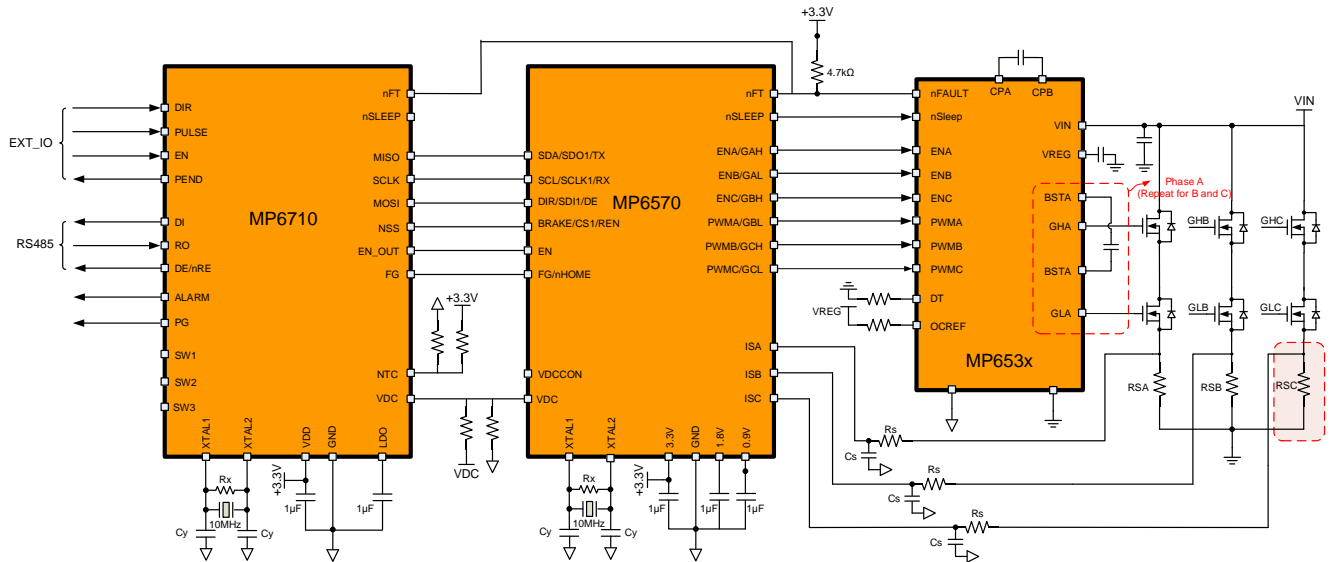 +3.3V
4.7kΩ
EXT_IO
RS485
DIR
PULSE
EN
PEND
DI
RO
DE/nRE
ALARM
PG
SW1
SW2
SW3
MP6710
nFT
nSLEEP
MISO
SCLK
MOSI
NSS
EN_OUT
FG
NTC
VDC
XTAL1
XTAL2
VDD
GND
LDO
+3.3V
VDC
Rx
10MHz
Cy
Cy
+3.3V
1μF
1μF
MP6570
SDA/SDO1/TX
SCL/SCLK1/RX
DIR/SDI1/DE
BRAKE/CS1/REN
EN
FG/nHOME
VDCCON
VDC
nFT
nSLEEP
ENA/GAH
ENB/GAL
ENC/GBH
PWMA/GBL
PWMB/GCH
PWMC/GCL
ISA
ISB
ISC
XTAL1
XTAL2
3.3V
GND
1.8V
0.9V
Rx
10MHz
Cy
Cy
+3.3V
1μF
1μF
1μF
MP653x
CPA
CPB
nFAULT
nSleep
ENA
ENB
ENC
PWMA
PWMB
PWMC
DT
OCREF
VREG
VIN
VREG
BSTA
GHA
BSTA
GLA
Phase A
(Repeat for B and C)
VIN
GHB
GHC
GLB
GLC
RSA
RSB
RSC
Rs
Cs
Rs
Cs
Rs
Cs